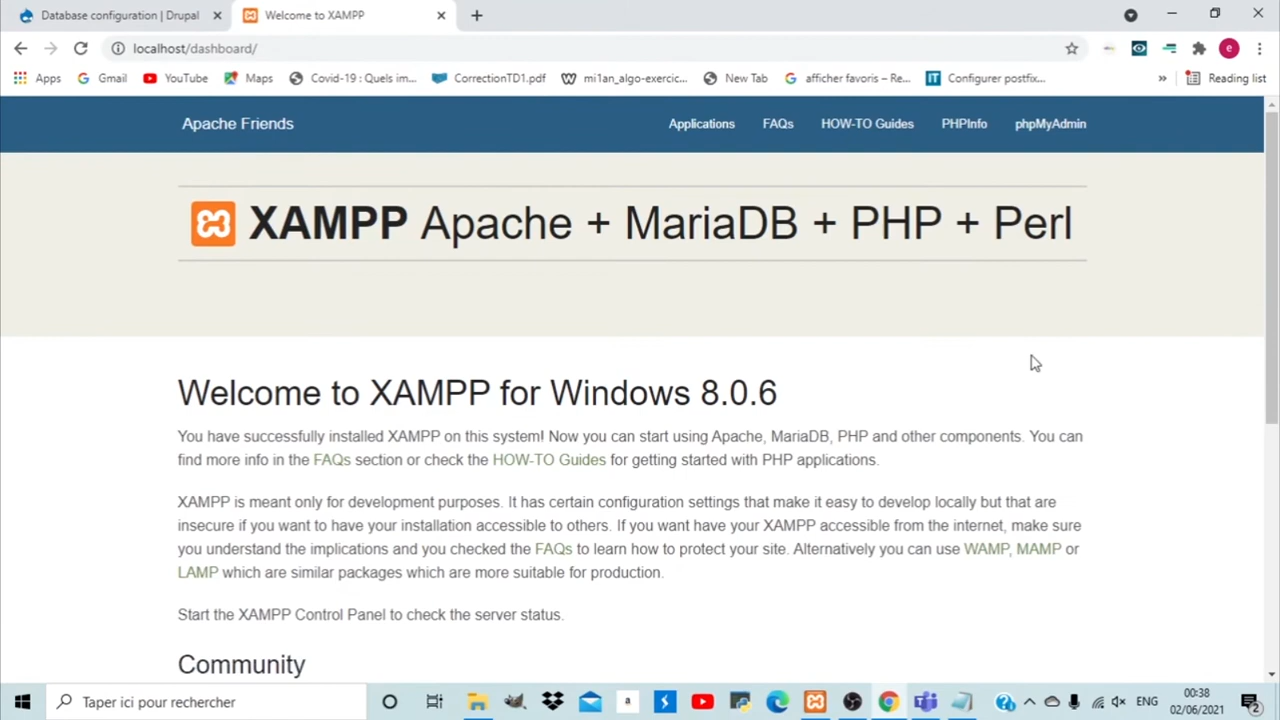 Database configuration | Drupal
Welcome to XAMPP
localhost/dashboard/
Apps Gmail YouTube Maps Covid-19 : Quels im... CorrectionTD1.pdf mi1an_algo-exercic... New Tab afficher favoris – Re... Configurer postfix... » Reading list
Apache Friends Applications FAQs HOW-TO Guides PHPInfo phpMyAdmin
XAMPP Apache + MariaDB + PHP + Perl
Welcome to XAMPP for Windows 8.0.6
You have successfully installed XAMPP on this system! Now you can start using Apache, MariaDB, PHP and other components. You can
find more info in the FAQs section or check the HOW-TO Guides for getting started with PHP applications.
XAMPP is meant only for development purposes. It has certain configuration settings that make it easy to develop locally but that are
insecure if you want to have your installation accessible to others. If you want have your XAMPP accessible from the internet, make sure
you understand the implications and you checked the FAQs to learn how to protect your site. Alternatively you can use WAMP, MAMP or
LAMP which are similar packages which are more suitable for production.
Start the XAMPP Control Panel to check the server status.
Community
Taper ici pour rechercher
ENG
00:38
02/06/2021